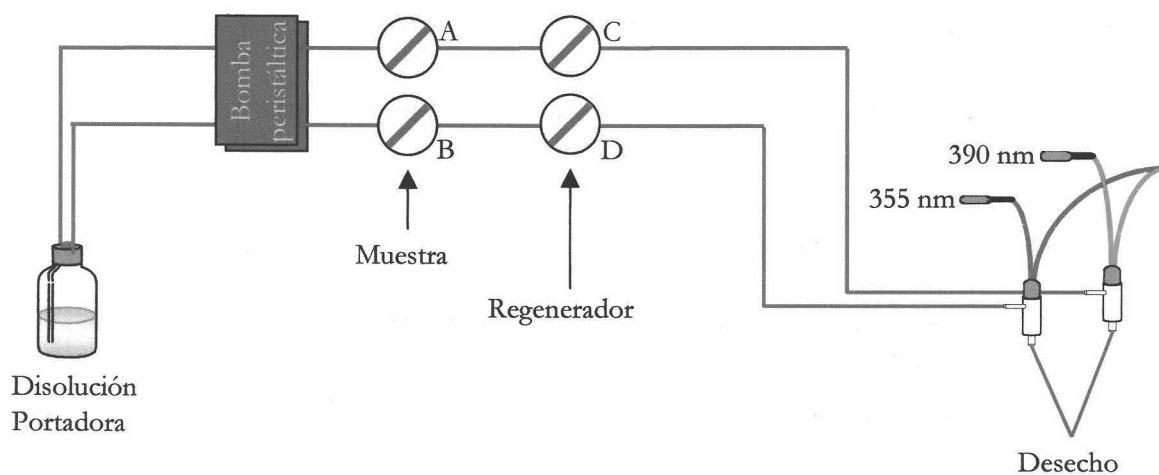 Bomba
peristáltica
A
C
B
D
390 nm
355 nm
Muestra
Regenerador
Disolución
Portadora
Desecho